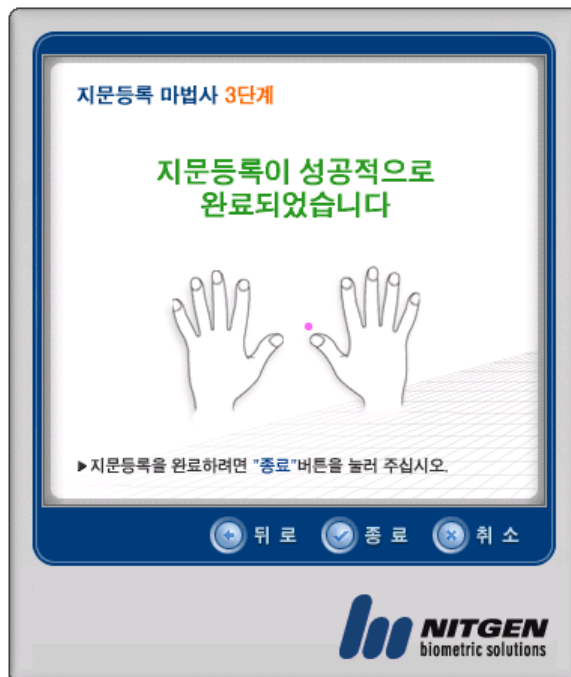 지문등록 마법사 3단계
지문등록이 성공적으로
완료되었습니다
▶지문등록을 완료하려면 "종료"버튼을 눌러 주십시오.
뒤로 종료 취소
NITGEN
biometric solutions